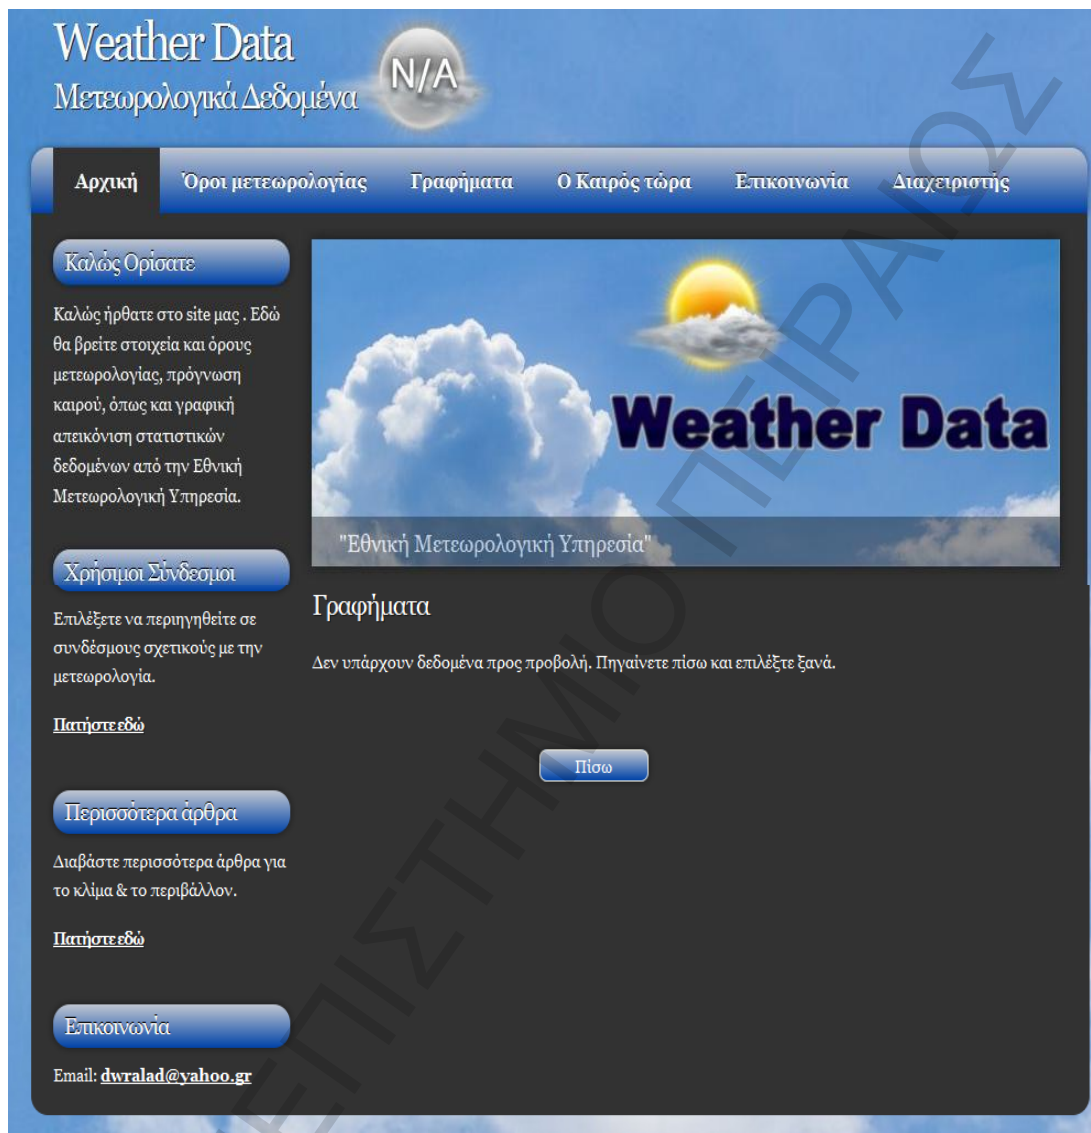 Weather Data
N/A
Μετεωρολογικά Δεδομένα
Αρχική Όροι μετεωρολογίας Γραφήματα Ο Καιρός τώρα Επικοινωνία Διαχειριστής
Καλώς Ορίσατε
Καλώς ήρθατε στο site μας . Εδώ
θα βρείτε στοιχεία και όρους
μετεωρολογίας, πρόγνωση
καιρού, όπως και γραφική
απεικόνιση στατιστικών
δεδομένων από την Εθνική
Μετεωρολογική Υπηρεσία.
Χρήσιμοι Σύνδεσμοι
Επιλέξετε να περιηγηθείτε σε
συνδέσμους σχετικούς με την
μετεωρολογία.
Πατήστε εδώ
Περισσότερα άρθρα
Διαβάστε περισσότερα άρθρα για
το κλίμα & το περιβάλλον.
Πατήστε εδώ
Επικοινωνία
Email: dwralad@yahoo.gr
Weather Data
"Εθνική Μετεωρολογική Υπηρεσία"
Γραφήματα
Δεν υπάρχουν δεδομένα προς προβολή. Πηγαίνετε πίσω και επιλέξτε ξανά.
Πίσω
ΠΕΠΙΣΤΗΜΙΟ ΠΕΙΡΑΙΩΣ